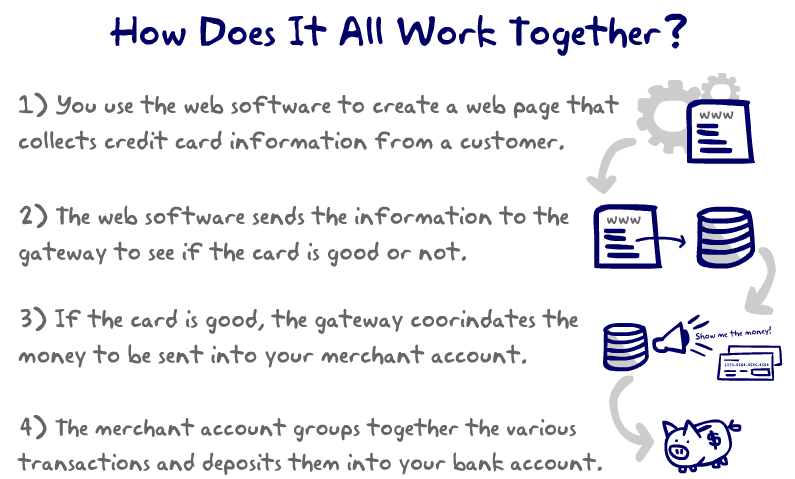 How Does It All Work Together?
1) You use the web software to create a web page that
collects credit card information from a customer.
www
2) The web software sends the information to the
gateway to see if the card is good or not.
www
3) If the card is good, the gateway coorindates the
money to be sent into your merchant account.
Show me the money!
4) The merchant account groups together the various
transactions and deposits them into your bank account.
$